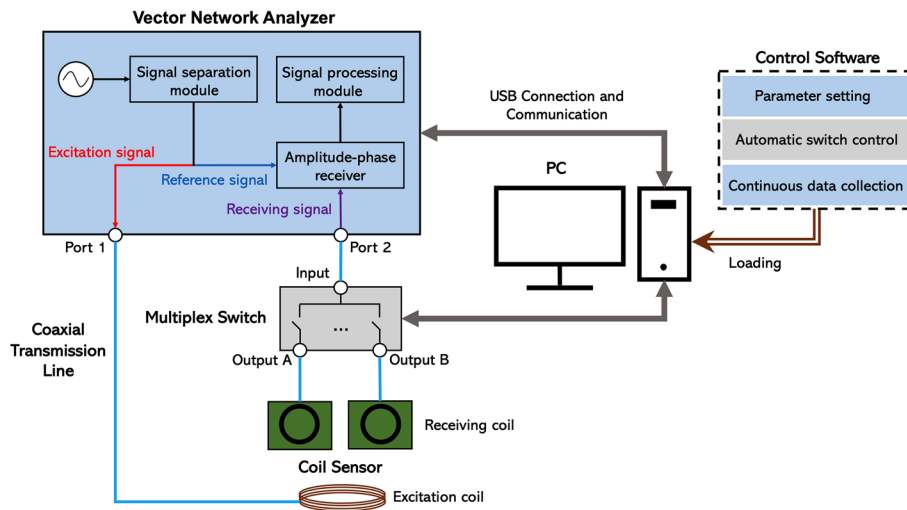 Vector Network Analyzer
Signal separation
module
Signal processing
module
Excitation signal
Reference signal
Amplitude-phase
receiver
Receiving signal
Port 1
Port 2
USB Connection and
Communication
PC
Control Software
Parameter setting
Automatic switch control
Continuous data collection
Loading
Input
Multiplex Switch
...
Output A
Output B
Coaxial
Transmission
Line
Receiving coil
Coil Sensor
Excitation coil